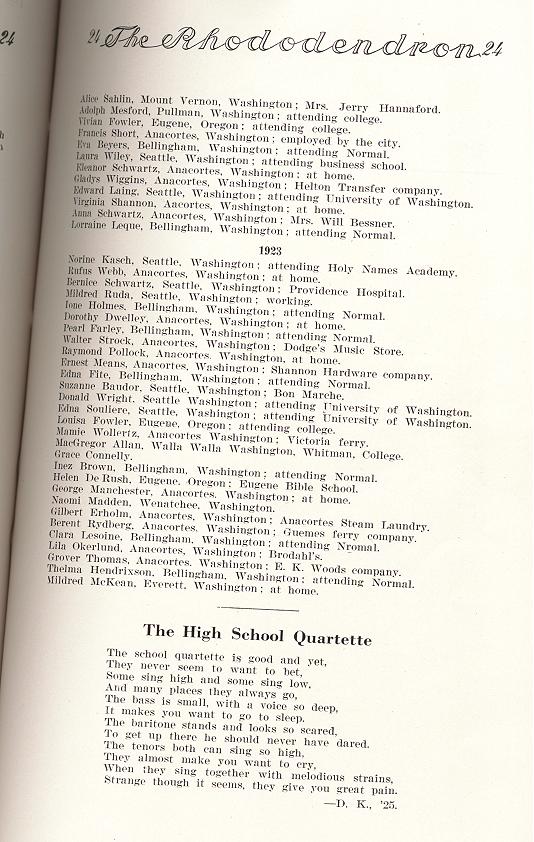 24
24 The Rhododendron 24
Alice Sahlin, Mount Vernon, Washington; Mrs. Jerry Hannaford.
Adolph Mesford, Pullman, Washington; attending college.
Vivian Fowler, Eugene, Oregon; attending college.
Francis Short, Anacortes, Washington; employed by the city.
Eva Beyers, Bellingham, Washington; attending Normal.
Laura Wiley, Seattle, Washington; attending business school.
Eleanor Schwartz, Anacortes, Washington; at home.
Gladys Wiggins, Anacortes, Washington; Helton Transfer company.
Edward Laing, Seattle, Washington; attending University of Washington.
Virginia Shannon, Aacortes, Washington; at home.
Anna Schwartz, Anacortes, Washington; Mrs. Will Bessner.
Lorraine Leque, Bellingham, Washington; attending Normal.
1923
Norine Kasch, Seattle, Washington; attending Holy Names Academy.
Rufus Webb, Anacortes, Washington; at home.
Bernice Schwartz, Seattle, Washington; Providence Hospital.
Mildred Ruda, Seattle, Washington; working.
Ione Holmes, Bellingham, Washington; attending Normal.
Dorothy Dwelley, Anacortes, Washington; at home.
Pearl Farley, Bellingham, Washington; attending Normal.
Walter Strock, Anacortes, Washington; Dodge's Music Store.
Raymond Pollock, Anacortes. Washington, at home.
Ernest Means, Anacortes, Washington; Shannon Hardware company.
Edna Fite, Bellingham, Washington; attending Normal.
Suzanne Baudor, Seattle, Washington; Bon Marche.
Donald Wright, Seattle Washington; attending University of Washington.
Edna Souliere, Seattle, Washington; attending University of Washington.
Louisa Fowler, Eugene, Oregon; attending college.
Mamie Wollertz, Anacortes Washington; Victoria ferry.
MacGregor Allan, Walla Walla Washington, Whitman, College.
Grace Connelly.
Inez Brown, Bellingham, Washington; attending Normal.
Helen De Rush, Eugene, Oregon; Eugene Bible School.
George Manchester, Anacortes, Washington; at home.
Naomi Madden, Wenatchee, Washington.
Gilbert Erholm, Anacortes, Washington; Anacortes Steam Laundry.
Berent Rydberg, Anacortes, Washington; Guemes ferry company.
Clara Lesoine, Bellingham, Washington; attending Nromal.
Lila Okerlund, Anacortes, Washington; Brodahl's.
Grover Thomas, Anacortes. Washington; E. K. Woods company.
Thelma Hendrixson, Bellingham, Washington; attending Normal.
Mildred McKean, Everett, Washington; at home.
The High School Quartette
The school quartette is good and yet,
They never seem to want to bet,
Some sing high and some sing low,
And many places they always go,
The bass is small, with a voice so deep,
It makes you want to go to sleep.
The baritone stands and looks so scared,
To get up there he should never have dared.
The tenors both can sing so high,
They almost make you want to cry,
When they sing together with melodious strains,
Strange though it seems, they give you great pain.
—D. K., '25.